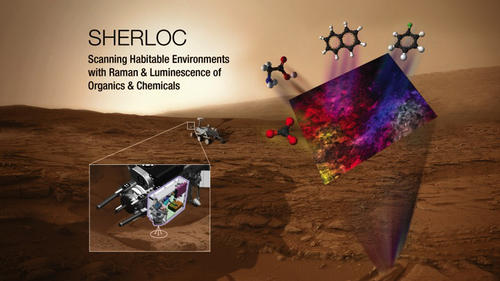 SHERLOC
Scanning Habitable Environments
with Raman & Luminescence of
Organics & Chemicals